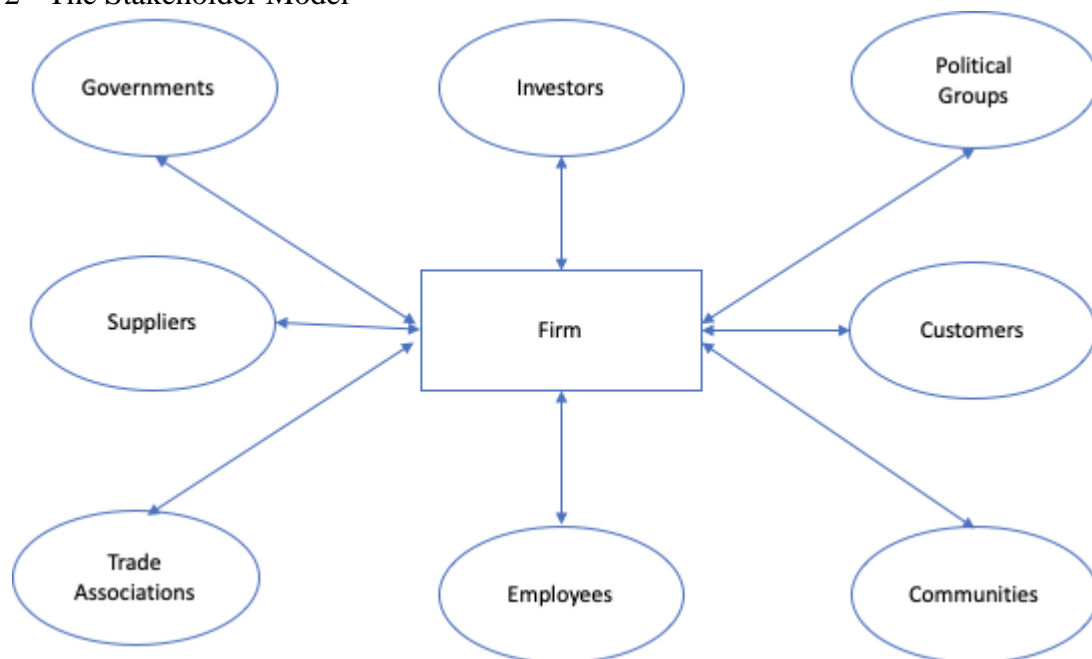 2 The Stakeholder Model
Governments
Investors
Political
Groups
Suppliers
Firm
Customers
Trade
Associations
Employees
Communities